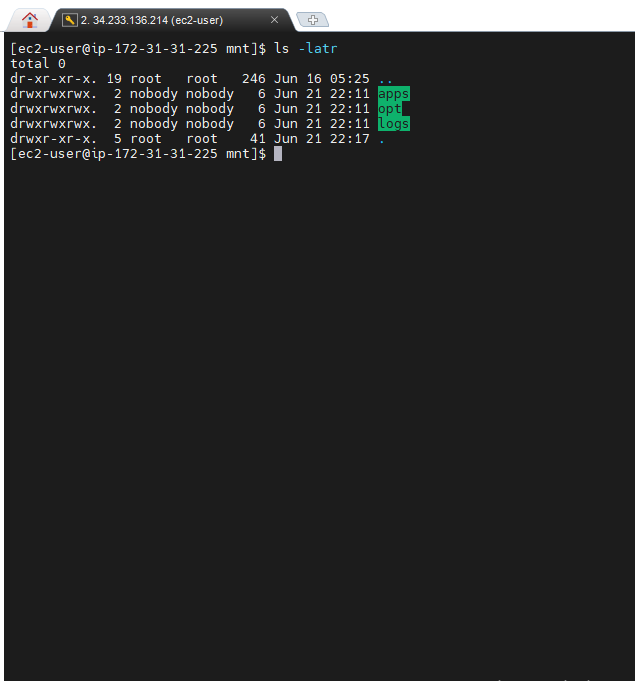 2. 34.233.136.214 (ec2-user)
[ec2-user@ip-172-31-31-225 mnt]$ ls -latr
total 0
dr-xr-xr-x. 19 root   root   246 Jun 16 05:25 ..
drwxrwxrwx.  2 nobody nobody   6 Jun 21 22:11 apps
drwxrwxrwx.  2 nobody nobody   6 Jun 21 22:11 opt
drwxrwxrwx.  2 nobody nobody   6 Jun 21 22:11 logs
drwxr-xr-x.  5 root   root    41 Jun 21 22:17 .
[ec2-user@ip-172-31-31-225 mnt]$